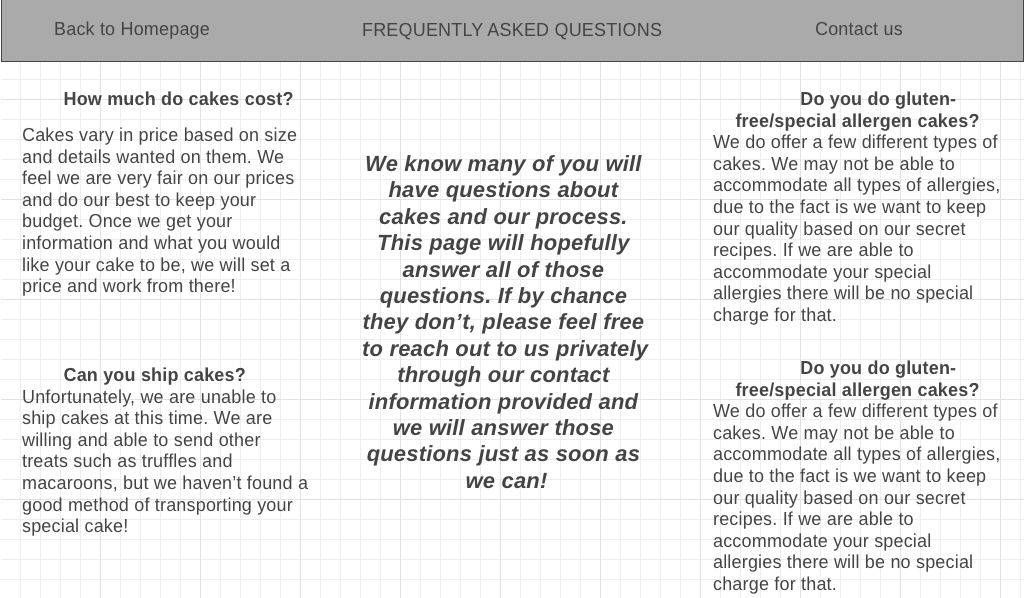 Back to Homepage
FREQUENTLY ASKED QUESTIONS
Contact us
How much do cakes cost?
Cakes vary in price based on size
and details wanted on them. We
feel we are very fair on our prices
and do our best to keep your
budget. Once we get your
information and what you would
like your cake to be, we will set a
price and work from there!
Can you ship cakes?
Unfortunately, we are unable to
ship cakes at this time. We are
willing and able to send other
treats such as truffles and
macaroons, but we haven’t found a
good method of transporting your
special cake!
We know many of you will
have questions about
cakes and our process.
This page will hopefully
answer all of those
questions. If by chance
they don’t, please feel free
to reach out to us privately
through our contact
information provided and
we will answer those
questions just as soon as
we can!
Do you do gluten-
free/special allergen cakes?
We do offer a few different types of
cakes. We may not be able to
accommodate all types of allergies,
due to the fact is we want to keep
our quality based on our secret
recipes. If we are able to
accommodate your special
allergies there will be no special
charge for that.
Do you do gluten-
free/special allergen cakes?
We do offer a few different types of
cakes. We may not be able to
accommodate all types of allergies,
due to the fact is we want to keep
our quality based on our secret
recipes. If we are able to
accommodate your special
allergies there will be no special
charge for that.